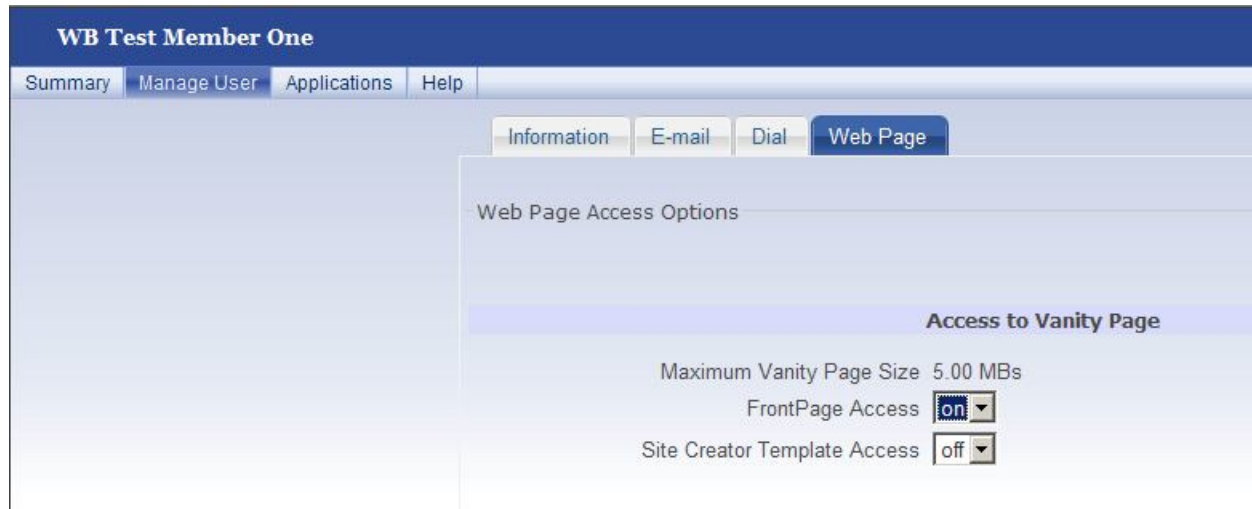 WB Test Member One
Summary Manage User Applications Help
Information E-mail Dial Web Page
Web Page Access Options
Access to Vanity Page
Maximum Vanity Page Size 5.00 MBs
FrontPage Access on
Site Creator Template Access off